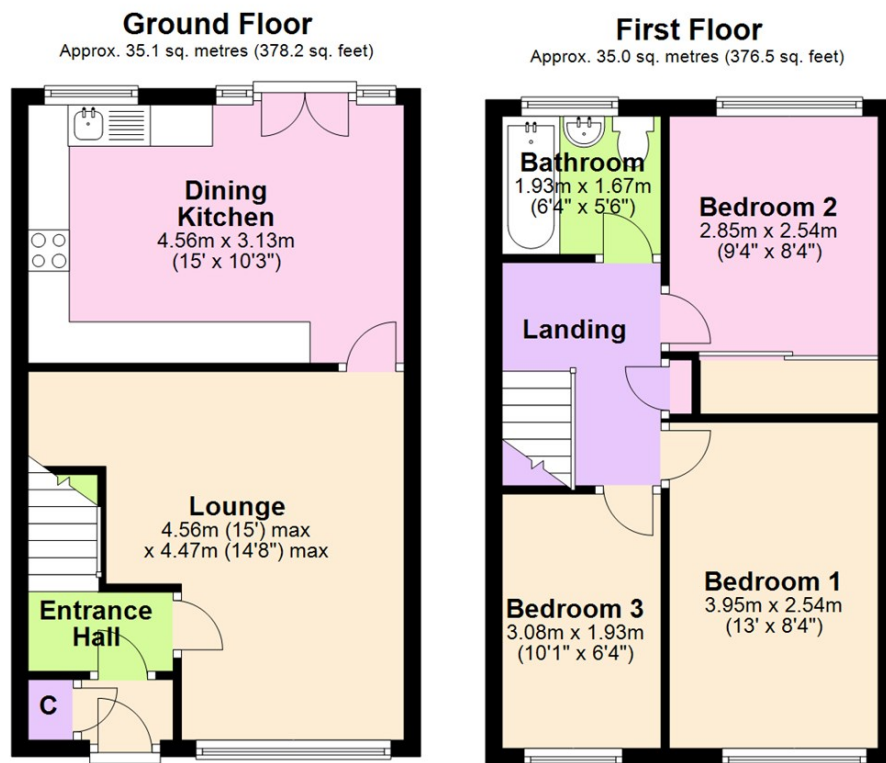 Ground Floor
Approx. 35.1 sq. metres (378.2 sq. feet)
Dining
Kitchen
4.56m x 3.13m
(15' x 10'3")
Lounge
4.56m (15') max
x 4.47m (14'8") max
Entrance
Hall
C
First Floor
Approx. 35.0 sq. metres (376.5 sq. feet)
Bathroom
1.93m x 1.67m
(6'4" x 5'6")
Bedroom 2
2.85m x 2.54m
(9'4" x 8'4")
Landing
Bedroom 3
3.08m x 1.93m
(10'1" x 6'4")
Bedroom 1
3.95m x 2.54m
(13' x 8'4")